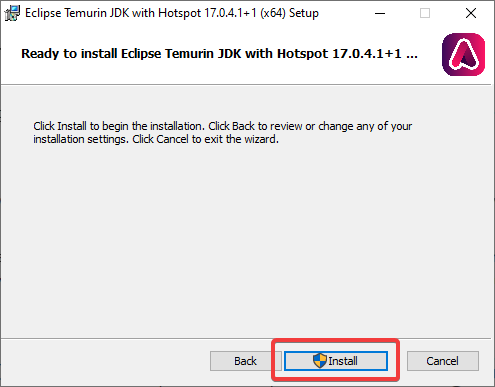 Eclipse Temurin JDK with Hotspot 17.0.4.1+1 (x64) Setup
Ready to install Eclipse Temurin JDK with Hotspot 17.0.4.1+1 ...
Click Install to begin the installation. Click Back to review or change any of your
installation settings. Click Cancel to exit the wizard.
Back Install Cancel